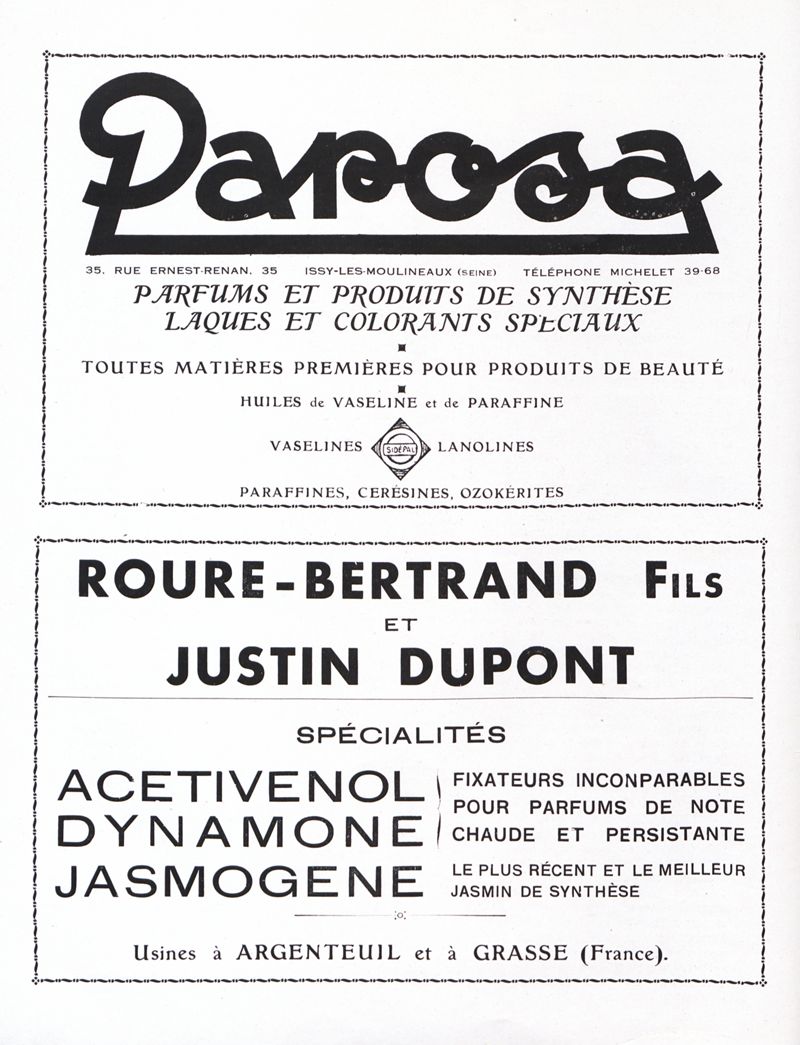 Parosa
35, RUE ERNEST-RENAN, 35 ISSY-LES-MOULINEAUX (SEINE) TÉLÉPHONE MICHELET 39-68
PARFUMS ET PRODUITS DE SYNTHÈSE
LAQUES ET COLORANTS SPECIAUX
TOUTES MATIÈRES PREMIÈRES POUR PRODUITS DE BEAUTÉ
HUILES de VASELINE et de PARAFFINE
VASELINES SIDÉPAL LANOLINES
PARAFFINES, CERÉSINES, OZOKÉRITES
ROURE-BERTRAND FILS
ET
JUSTIN DUPONT
SPÉCIALITÉS
ACETIVENOL
DYNAMONE
FIXATEURS INCONPARABLES
POUR PARFUMS DE NOTE
CHAUDE ET PERSISTANTE
JASMOGENE
LE PLUS RÉCENT ET LE MEILLEUR
JASMIN DE SYNTHÈSE
Usines à ARGENTEUIL et à GRASSE (France).